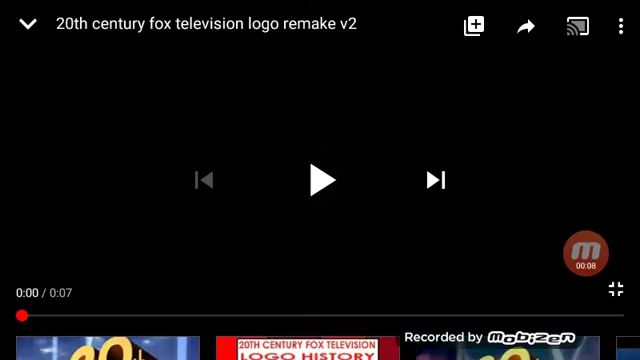 20th century fox television logo remake v2
00:08
0:00 / 0:07
20th
20TH CENTURY FOX TELEVISION
LOGO HISTORY
Recorded by MOBIZEN